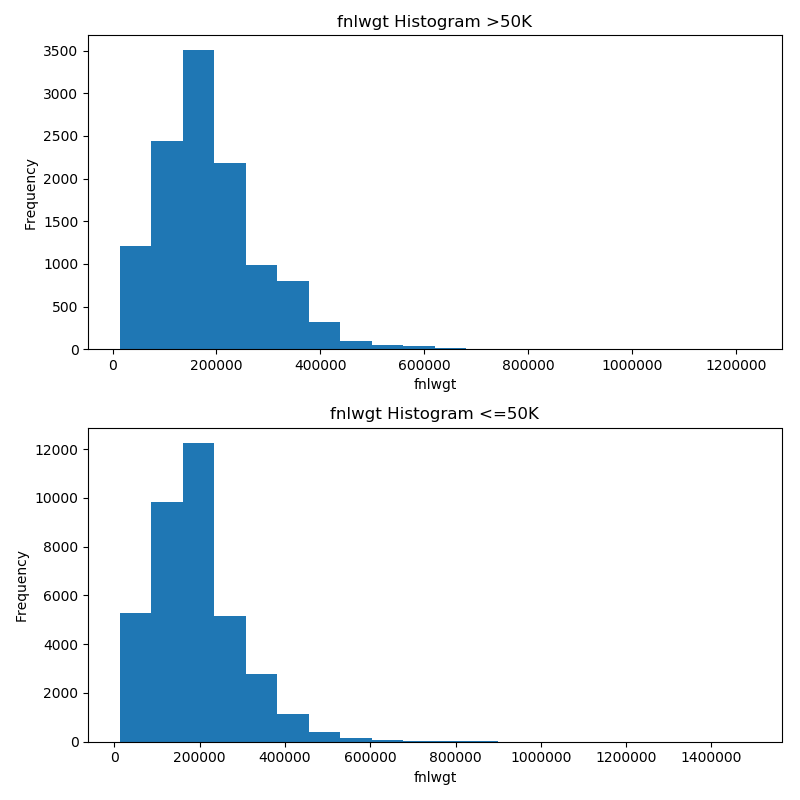 fnlwgt Histogram >50K
3500
3000
2500
2000
1500
1000
500
0
Frequency
0 200000 400000 600000 800000 1000000 1200000
fnlwgt
fnlwgt Histogram <=50K
12000
10000
8000
6000
4000
2000
0
Frequency
0 200000 400000 600000 800000 1000000 1200000 1400000
fnlwgt